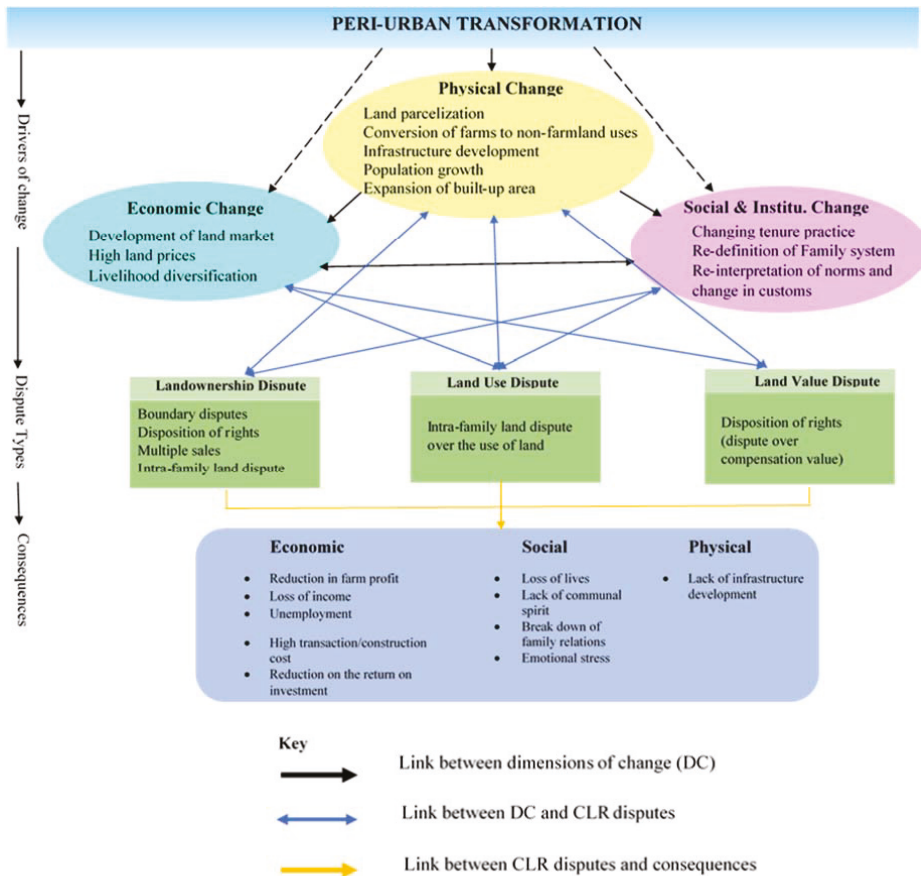 PERI-URBAN TRANSFORMATION
Drivers of change
Physical Change
Land parcelization
Conversion of farms to non-farmland uses
Infrastructure development
Population growth
Expansion of built-up area
Economic Change
Development of land market
High land prices
Livelihood diversification
Social & Institu. Change
Changing tenure practice
Re-definition of Family system
Re-interpretation of norms and
change in customs
Dispute Types
Landownership Dispute
Boundary disputes
Disposition of rights
Multiple sales
Intra-family land dispute
Land Use Dispute
Intra-family land dispute
over the use of land
Land Value Dispute
Disposition of rights
(dispute over
compensation value)
Consequences
Economic
• Reduction in farm profit
• Loss of income
• Unemployment
• High transaction/construction
cost
• Reduction on the return on
investment
Social
• Loss of lives
• Lack of communal
spirit
• Break down of
family relations
• Emotional stress
Physical
• Lack of infrastructure
development
Key
Link between dimensions of change (DC)
Link between DC and CLR disputes
Link between CLR disputes and consequences